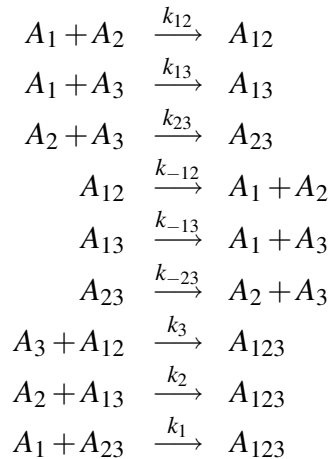 A₁ + A₂ —k₁₂→ A₁₂
A₁ + A₃ —k₁₃→ A₁₃
A₂ + A₃ —k₂₃→ A₂₃
A₁₂ —k₋₁₂→ A₁ + A₂
A₁₃ —k₋₁₃→ A₁ + A₃
A₂₃ —k₋₂₃→ A₂ + A₃
A₃ + A₁₂ —k₃→ A₁₂₃
A₂ + A₁₃ —k₂→ A₁₂₃
A₁ + A₂₃ —k₁→ A₁₂₃